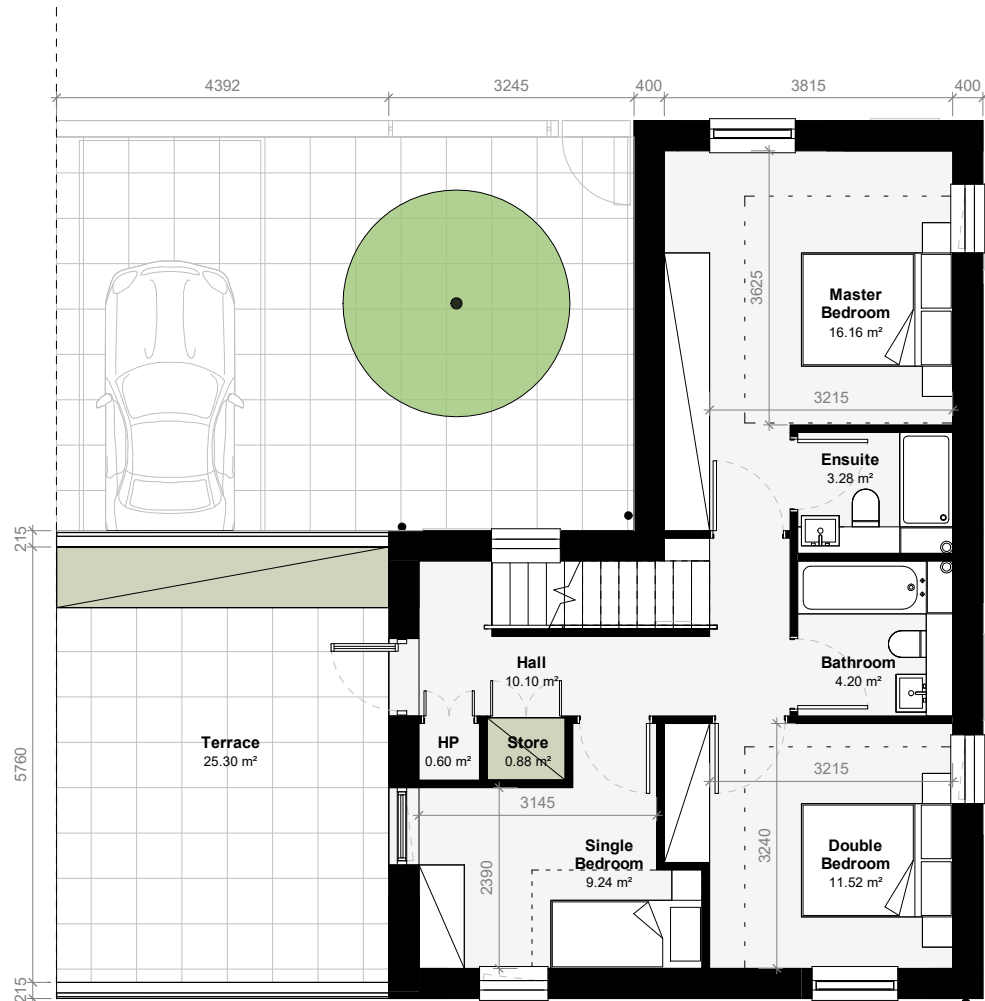 4392
3245
400
3815
400
3625
Master
Bedroom
16.16 m²
3215
Ensuite
3.28 m²
215
Hall
10.10 m²
Bathroom
4.20 m²
Terrace
25.30 m²
HP
0.60 m²
Store
0.88 m²
5760
3145
3215
2390
Single
Bedroom
9.24 m²
3240
Double
Bedroom
11.52 m²
215